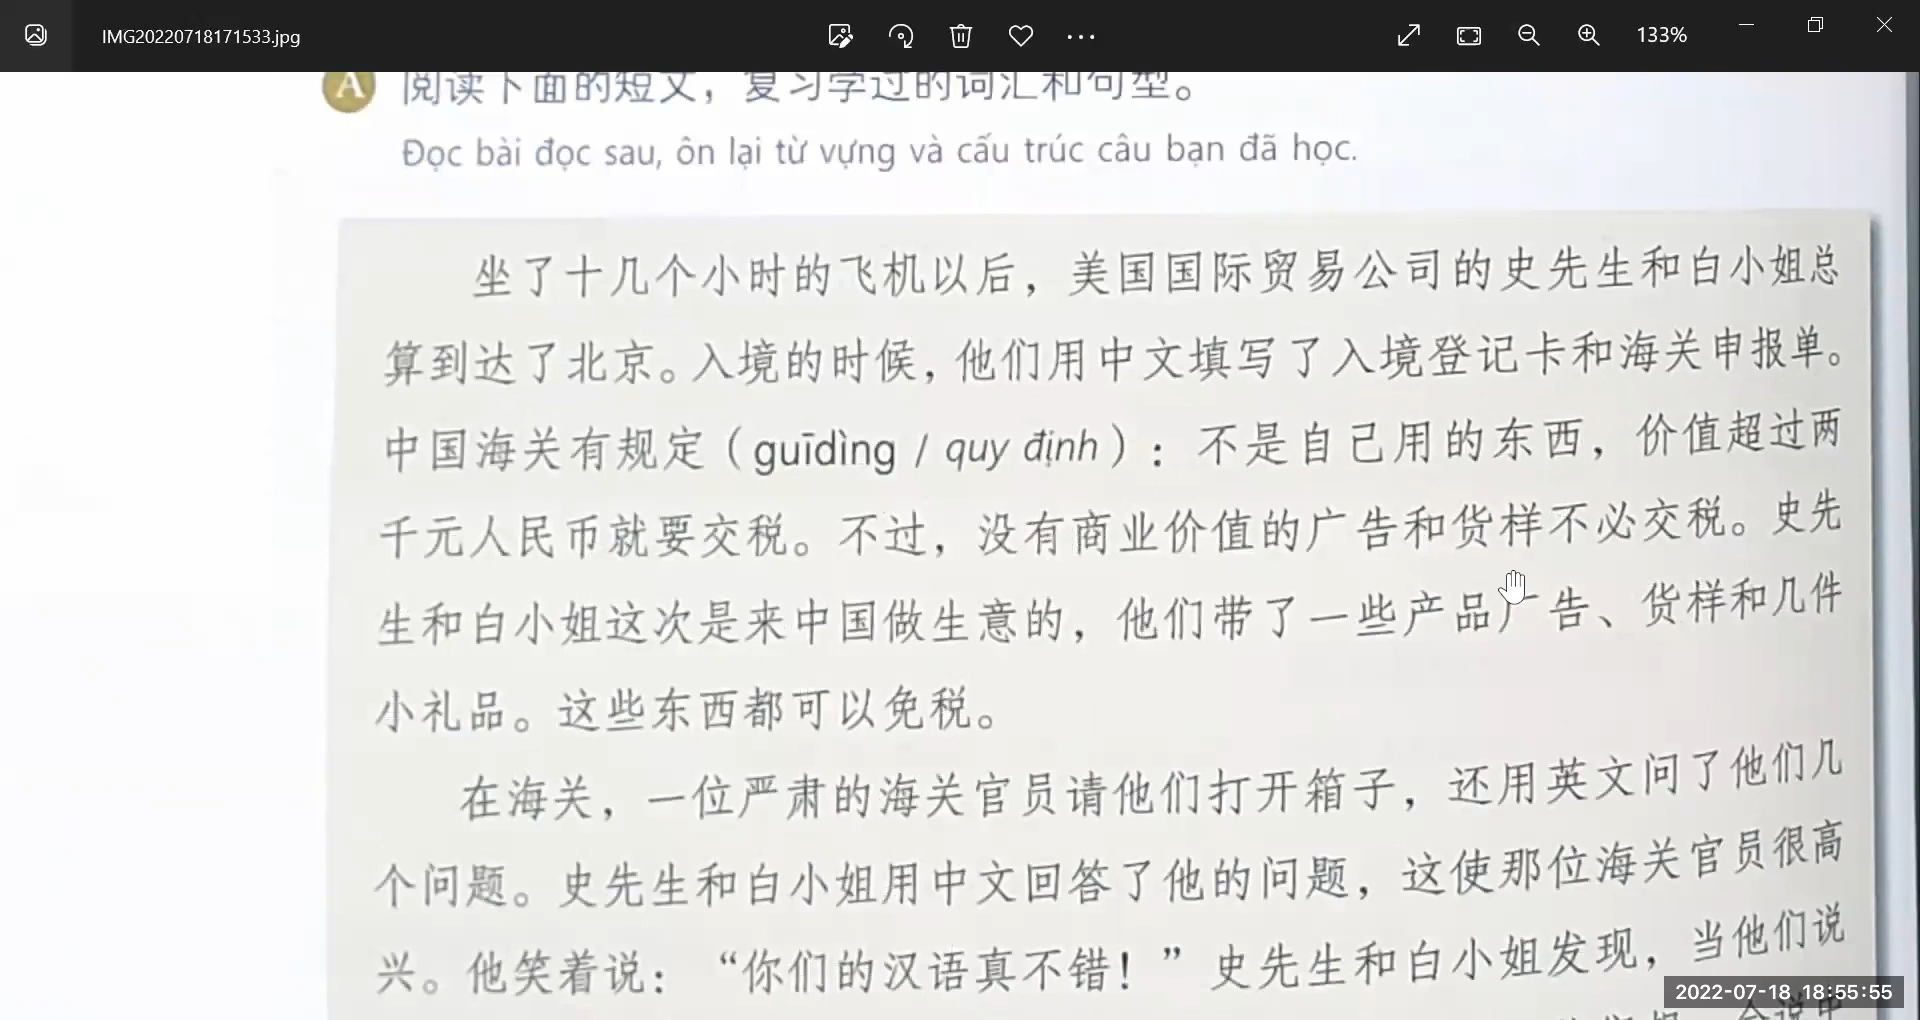 IMG20220718171533.jpg
133%
A 阅读下面的短文，复习学过的词汇和句型。
Đọc bài đọc sau, ôn lại từ vựng và cấu trúc câu bạn đã học.
坐了十几个小时的飞机以后，美国国际贸易公司的史先生和白小姐总
算到达了北京。入境的时候，他们用中文填写了入境登记卡和海关申报单。
中国海关有规定（guīdìng / quy định）：不是自己用的东西，价值超过两
千元人民币就要交税。不过，没有商业价值的广告和货样不必交税。史先
生和白小姐这次是来中国做生意的，他们带了一些产品广告、货样和几件
小礼品。这些东西都可以免税。
在海关，一位严肃的海关官员请他们打开箱子，还用英文问了他们几
个问题。史先生和白小姐用中文回答了他的问题，这使那位海关官员很高
兴。他笑着说：“你们的汉语真不错！”史先生和白小姐发现，当他们说
2022-07-18 18:55:55